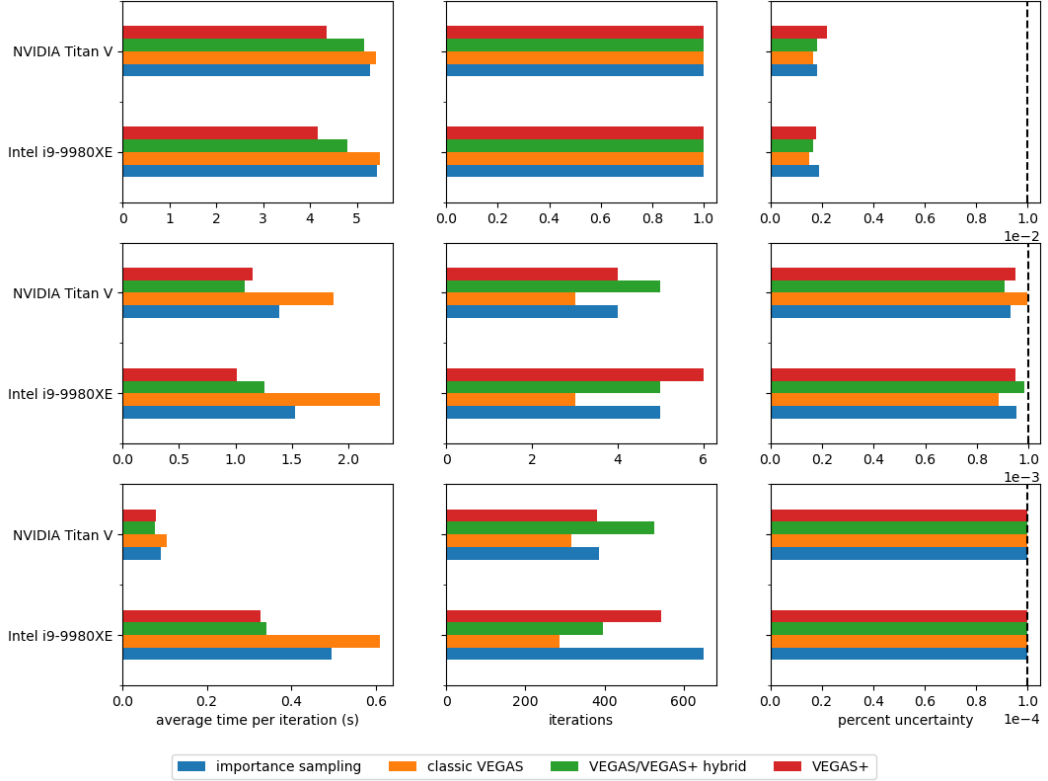 NVIDIA Titan V
Intel i9-9980XE
0 1 2 3 4 5
0.0 0.2 0.4 0.6 0.8 1.0
0.0 0.2 0.4 0.6 0.8 1.0
1e-2
NVIDIA Titan V
Intel i9-9980XE
0.0 0.5 1.0 1.5 2.0
0 2 4 6
0.0 0.2 0.4 0.6 0.8 1.0
1e-3
NVIDIA Titan V
Intel i9-9980XE
0.0 0.2 0.4 0.6
0 200 400 600
0.0 0.2 0.4 0.6 0.8 1.0
average time per iteration (s)
iterations
percent uncertainty
1e-4
importance sampling classic VEGAS VEGAS/VEGAS+ hybrid VEGAS+